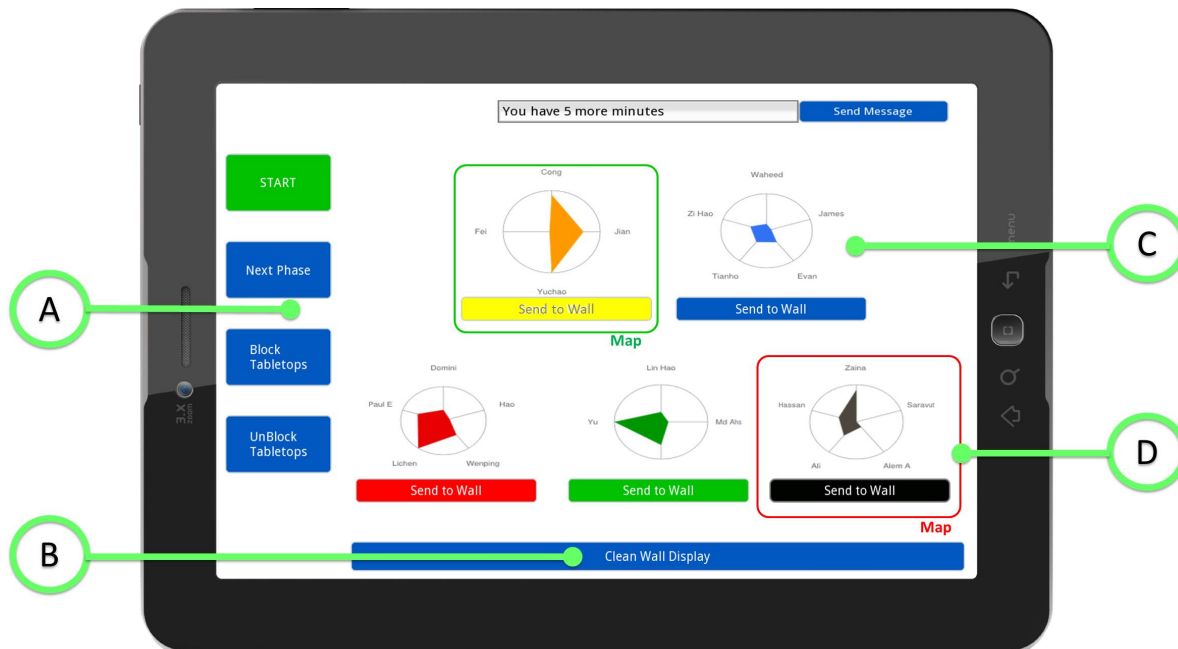 You have 5 more minutes
Send Message
START
Next Phase
Block
Tabletops
UnBlock
Tabletops
Cong
Fei
Jian
Yuchao
Send to Wall
Map
Waheed
Zi Hao
James
Tianho
Evan
Send to Wall
Domini
Paul E
Hao
Lichen
Wenping
Send to Wall
Lin Hao
Yu
Md Ahs
Send to Wall
Zaina
Hassan
Saravut
Ali
Alem A
Send to Wall
Map
Clean Wall Display
A
B
C
D
menu
3.X
zoom